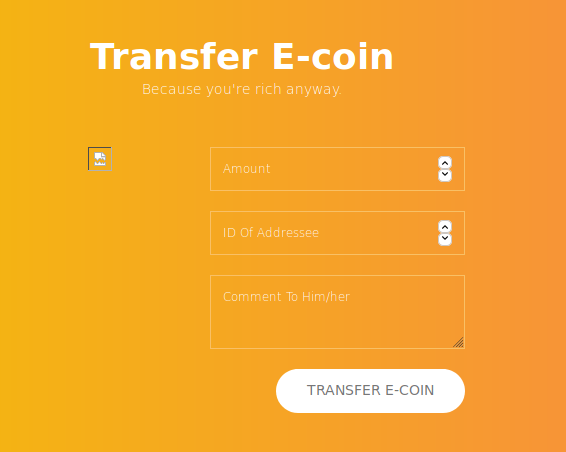 Transfer E-coin
Because you're rich anyway.
Amount
ID Of Addressee
Comment To Him/her
TRANSFER E-COIN